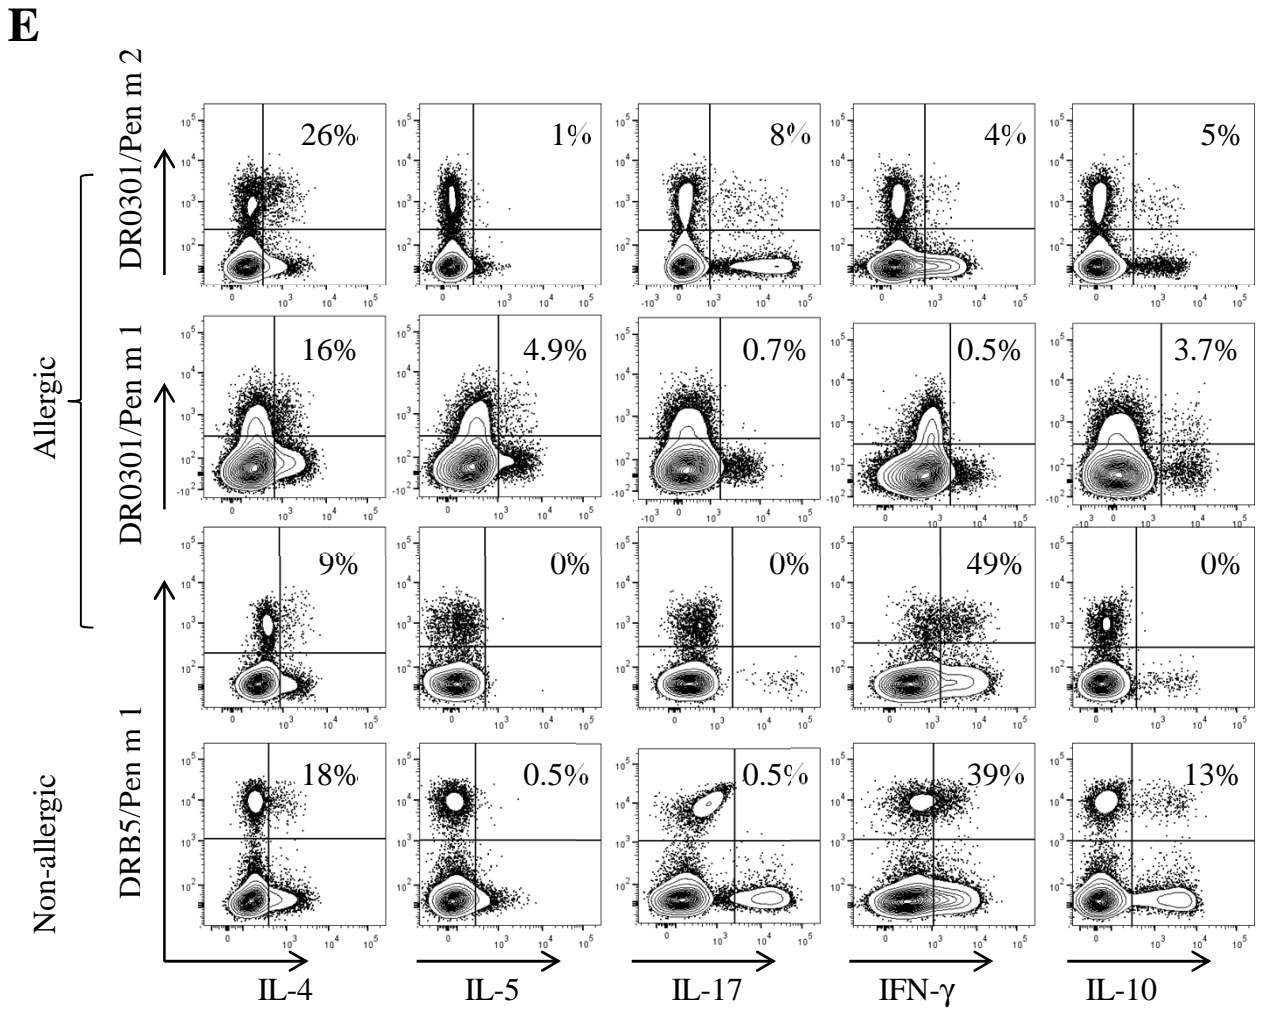 E
DR0301/Pen m 2
DR0301/Pen m 1
DRB5/Pen m 1
Allergic
Non-allergic
26% 1% 8% 4% 5%
16% 4.9% 0.7% 0.5% 3.7%
9% 0% 0% 49% 0%
18% 0.5% 0.5% 39% 13%
IL-4 IL-5 IL-17 IFN-γ IL-10